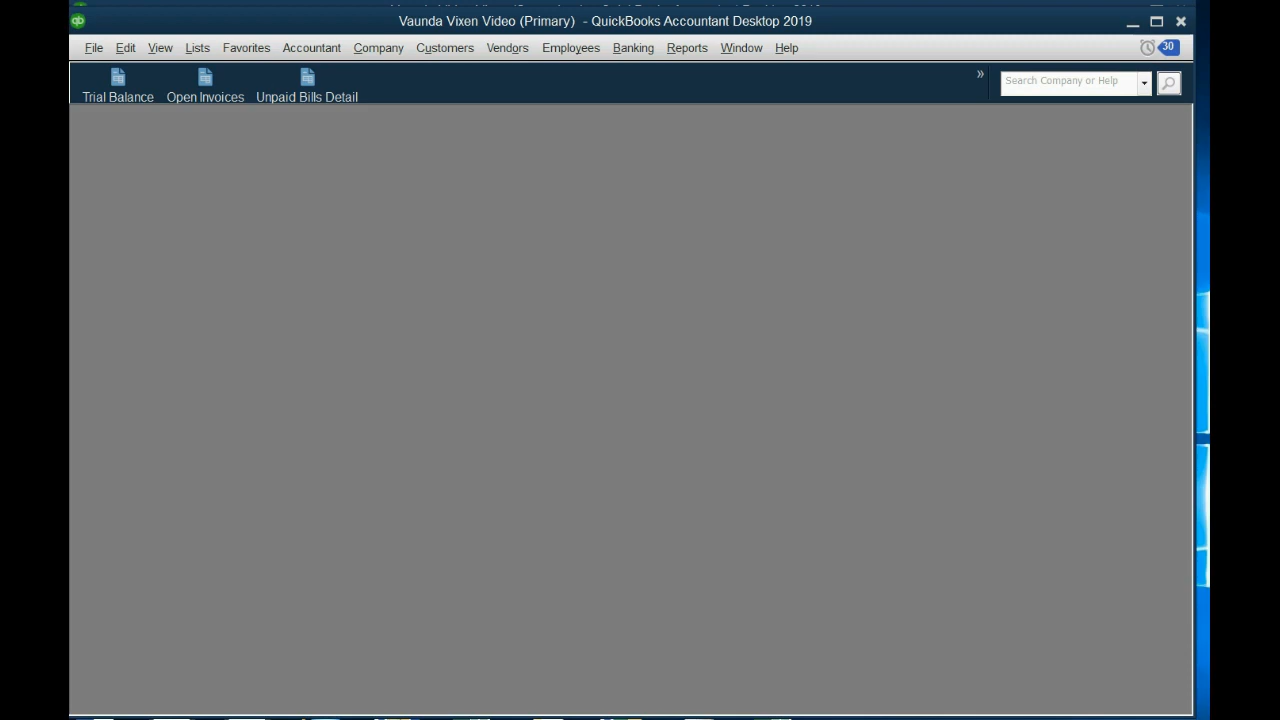 Vaunda Vixen Video (Primary) - QuickBooks Accountant Desktop 2019
File Edit View Lists Favorites Accountant Company Customers Vendors Employees Banking Reports Window Help 30
Trial Balance Open Invoices Unpaid Bills Detail » Search Company or Help